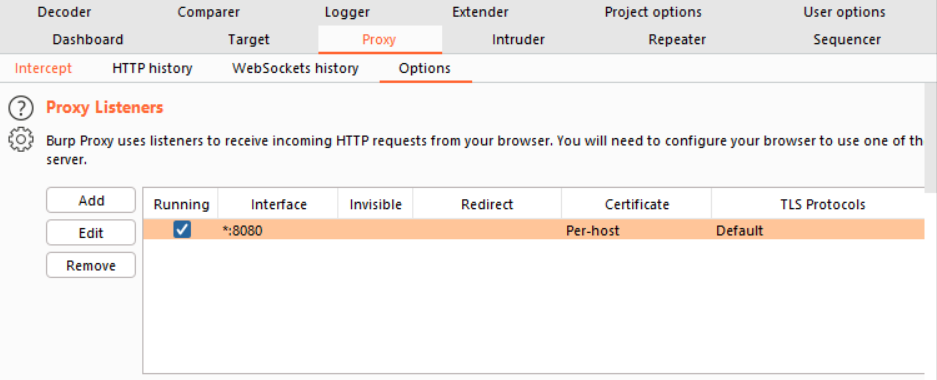 Decoder Comparer Logger Extender Project options User options
Dashboard Target Proxy Intruder Repeater Sequencer
Intercept HTTP history WebSockets history Options
? Proxy Listeners
Burp Proxy uses listeners to receive incoming HTTP requests from your browser. You will need to configure your browser to use one of th
server.
Add
Running Interface Invisible Redirect Certificate TLS Protocols
Edit
*:8080 Per-host Default
Remove